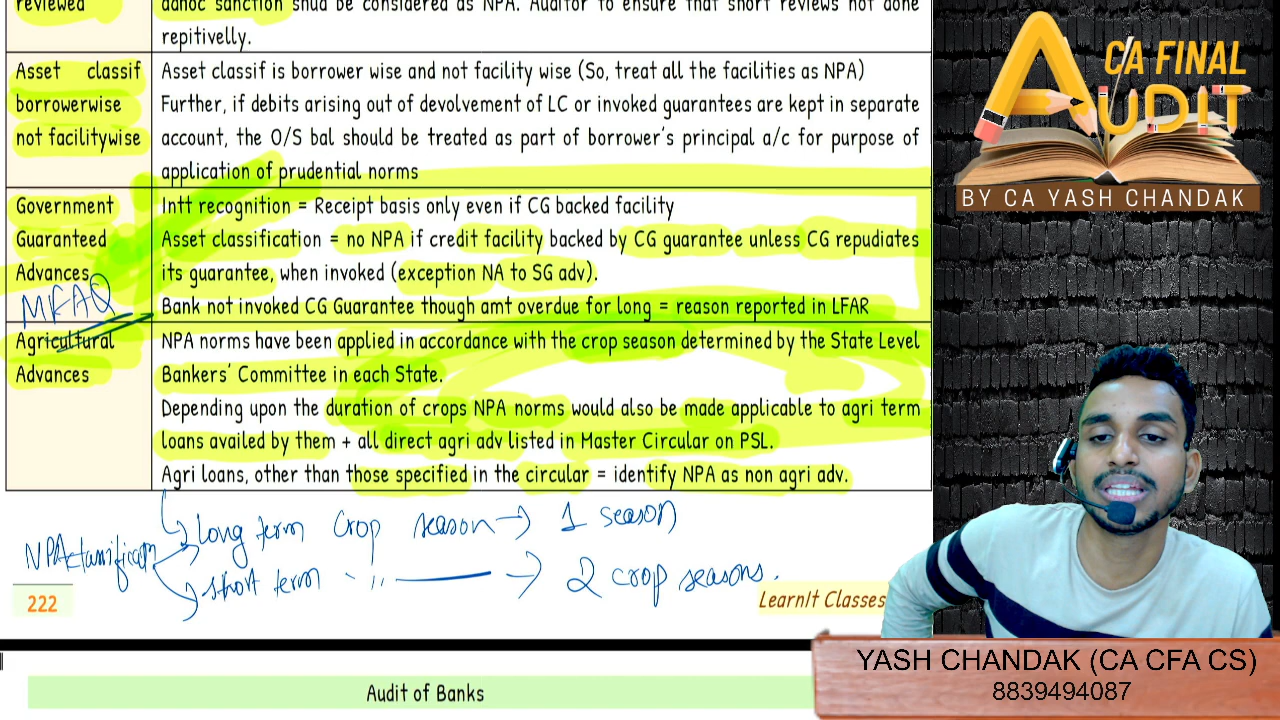 reviewed
adhoc sanction shud be considered as NPA. Auditor to ensure that short reviews not done
repitivelly.
Asset classif
borrowerwise
not facilitywise
Asset classif is borrower wise and not facility wise (So, treat all the facilities as NPA)
Further, if debits arising out of devolvement of LC or invoked guarantees are kept in separate
account, the O/S bal should be treated as part of borrower's principal a/c for purpose of
application of prudential norms
Government
Guaranteed
Advances
MFAQ
Intt recognition = Receipt basis only even if CG backed facility
Asset classification = no NPA if credit facility backed by CG guarantee unless CG repudiates
its guarantee, when invoked (exception NA to SG adv).
Bank not invoked CG Guarantee though amt overdue for long = reason reported in LFAR
Agricultural
Advances
NPA norms have been applied in accordance with the crop season determined by the State Level
Bankers' Committee in each State.
Depending upon the duration of crops NPA norms would also be made applicable to agri term
loans availed by them + all direct agri adv listed in Master Circular on PSL.
Agri loans, other than those specified in the circular = identify NPA as non agri adv.
NPA classification
long term crop season → 1 season
short term " → 2 crop seasons.
222
LearnIt Classes
Audit of Banks
CA FINAL
AUDIT
BY CA YASH CHANDAK
YASH CHANDAK (CA CFA CS)
8839494087